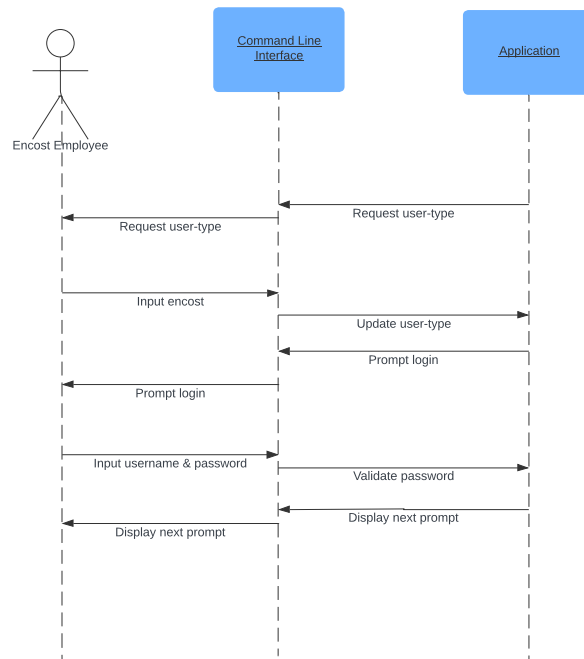 Command Line
Interface
Application
Encost Employee
Request user-type
Request user-type
Input encost
Update user-type
Prompt login
Prompt login
Input username & password
Validate password
Display next prompt
Display next prompt